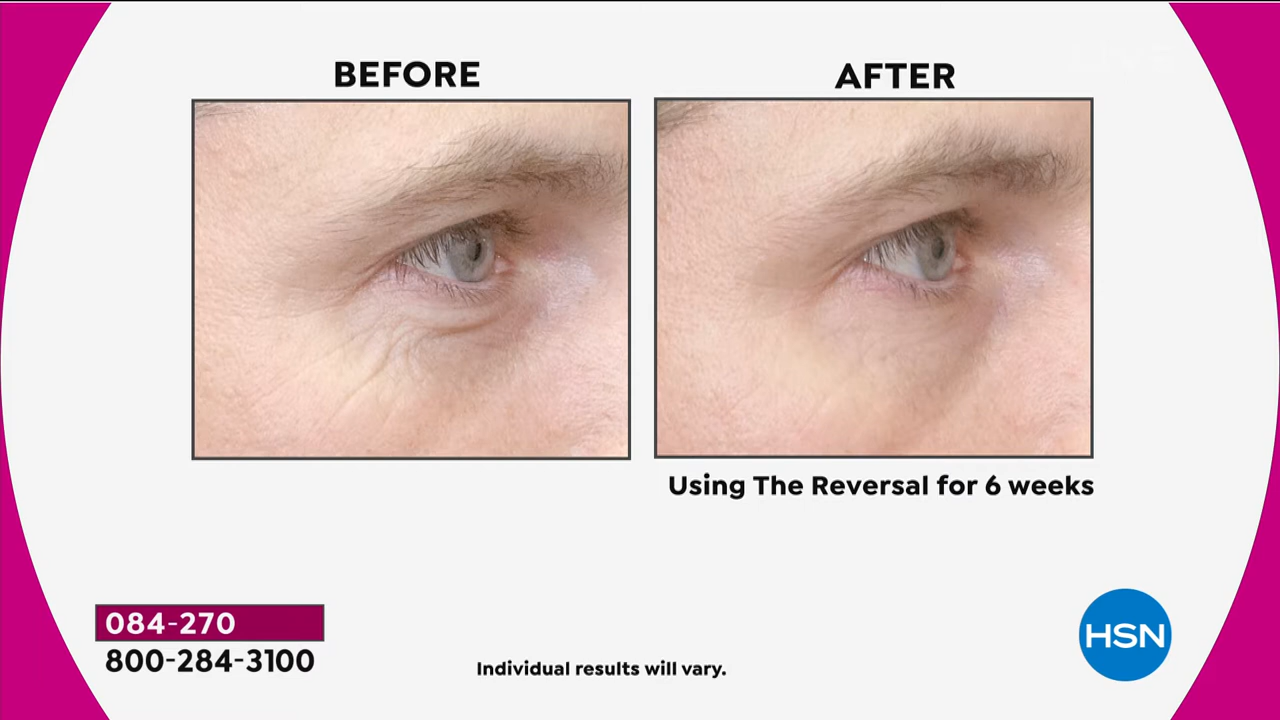 BEFORE
AFTER
Using The Reversal for 6 weeks
084-270
800-284-3100
Individual results will vary.
HSN